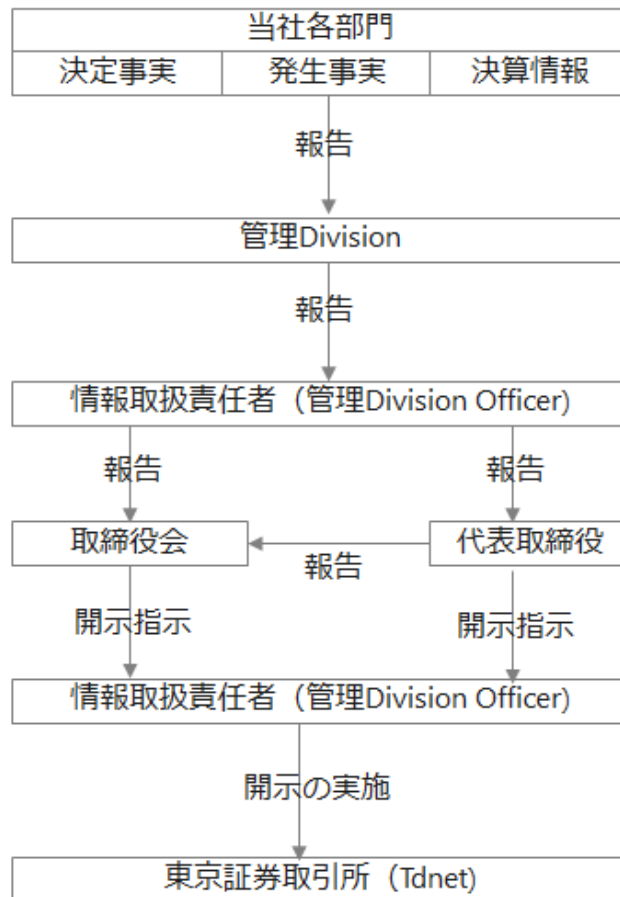 当社各部門
決定事実 発生事実 決算情報
報告
管理Division
報告
情報取扱責任者（管理Division Officer)
報告 報告
取締役会 代表取締役
報告
開示指示 開示指示
情報取扱責任者（管理Division Officer)
開示の実施
東京証券取引所（Tdnet)